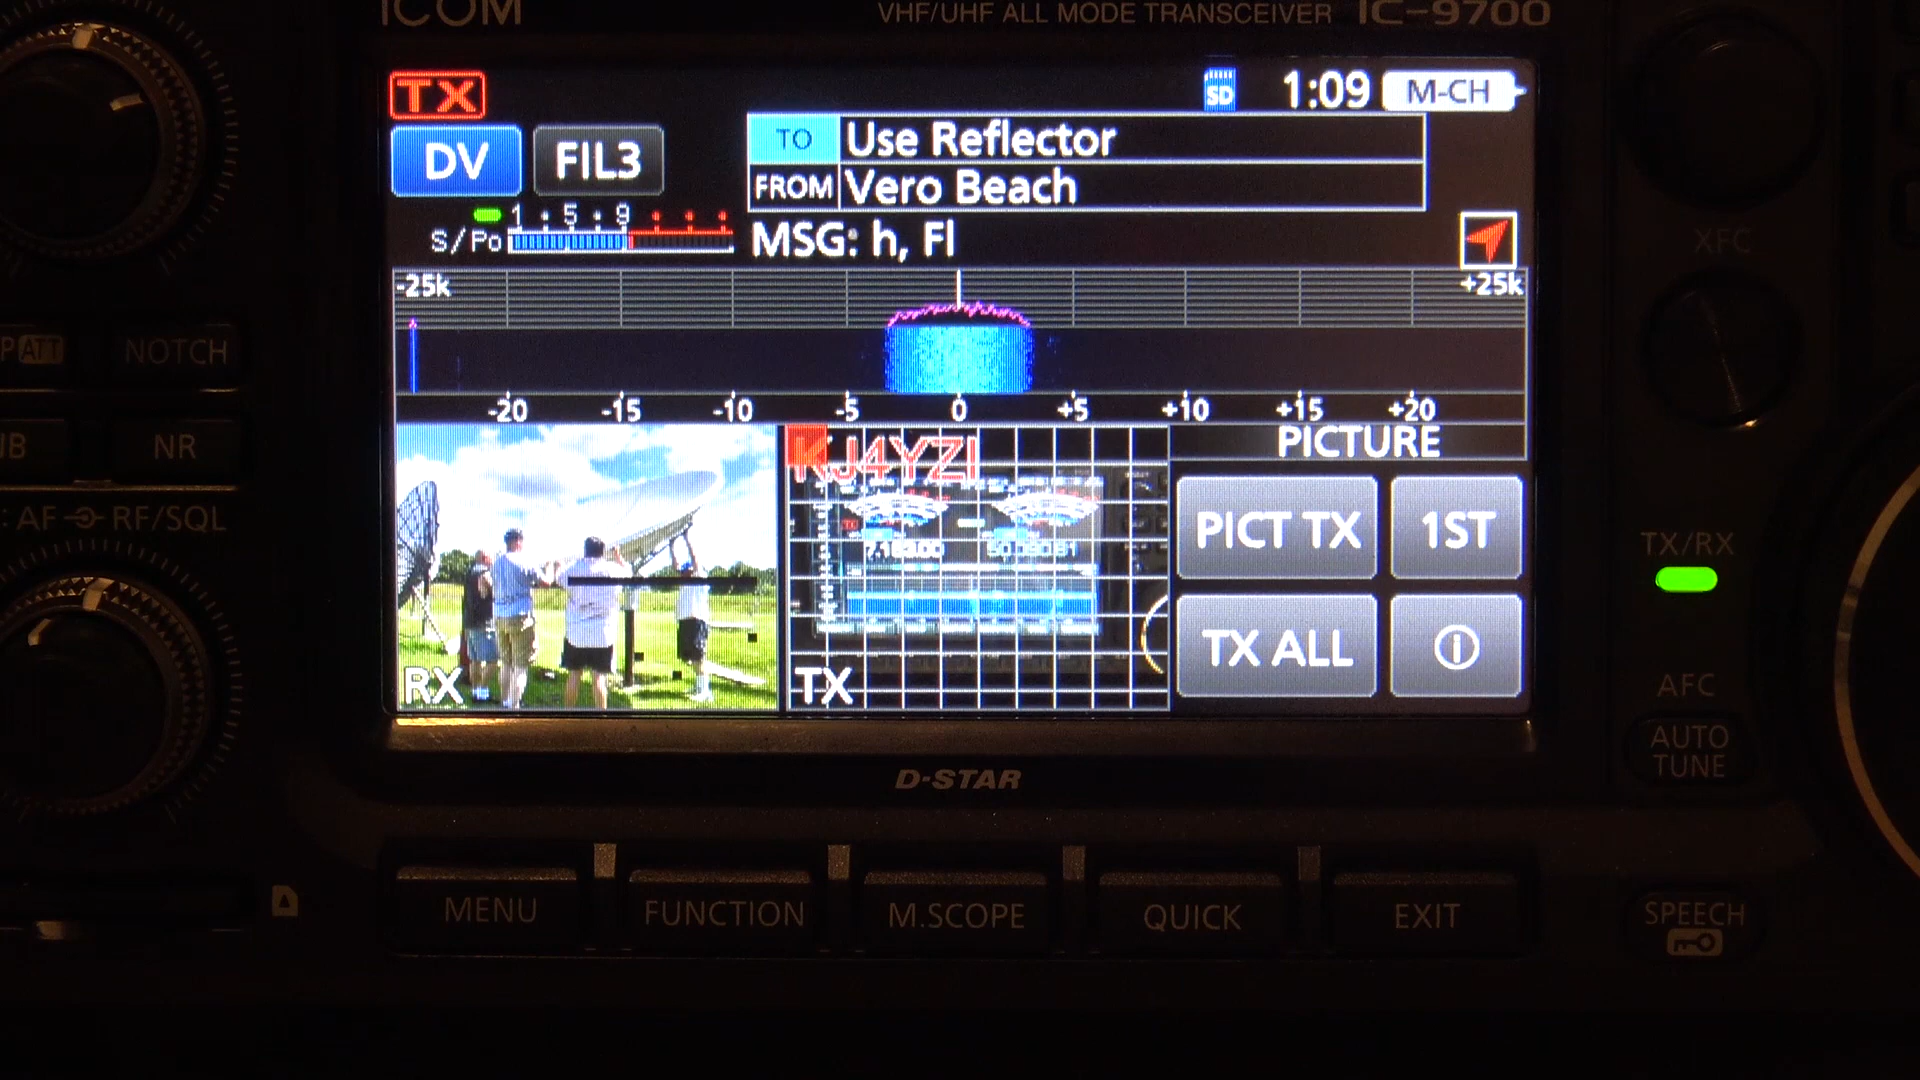 ICOM VHF/UHF ALL MODE TRANSCEIVER IC-9700
TX SD 1:09 M-CH
DV FIL3 TO Use Reflector
FROM Vero Beach
1 5 9
S/Po MSG: h, Fl
XFC
-25k +25k
P ATT NOTCH
-20 -15 -10 -5 0 +5 +10 +15 +20
NR
KJ4YZI
PICTURE
AF RF/SQL
PICT TX 1ST
TX/RX
7.163.00
TX ALL
RX TX
AFC
AUTO
TUNE
D-STAR
MENU FUNCTION M.SCOPE QUICK EXIT
SPEECH